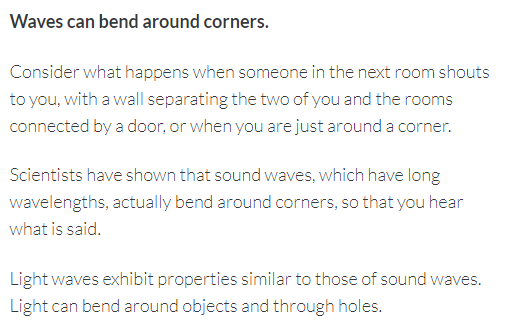 Waves can bend around corners.
Consider what happens when someone in the next room shouts
to you, with a wall separating the two of you and the rooms
connected by a door, or when you are just around a corner.
Scientists have shown that sound waves, which have long
wavelengths, actually bend around corners, so that you hear
what is said.
Light waves exhibit properties similar to those of sound waves.
Light can bend around objects and through holes.